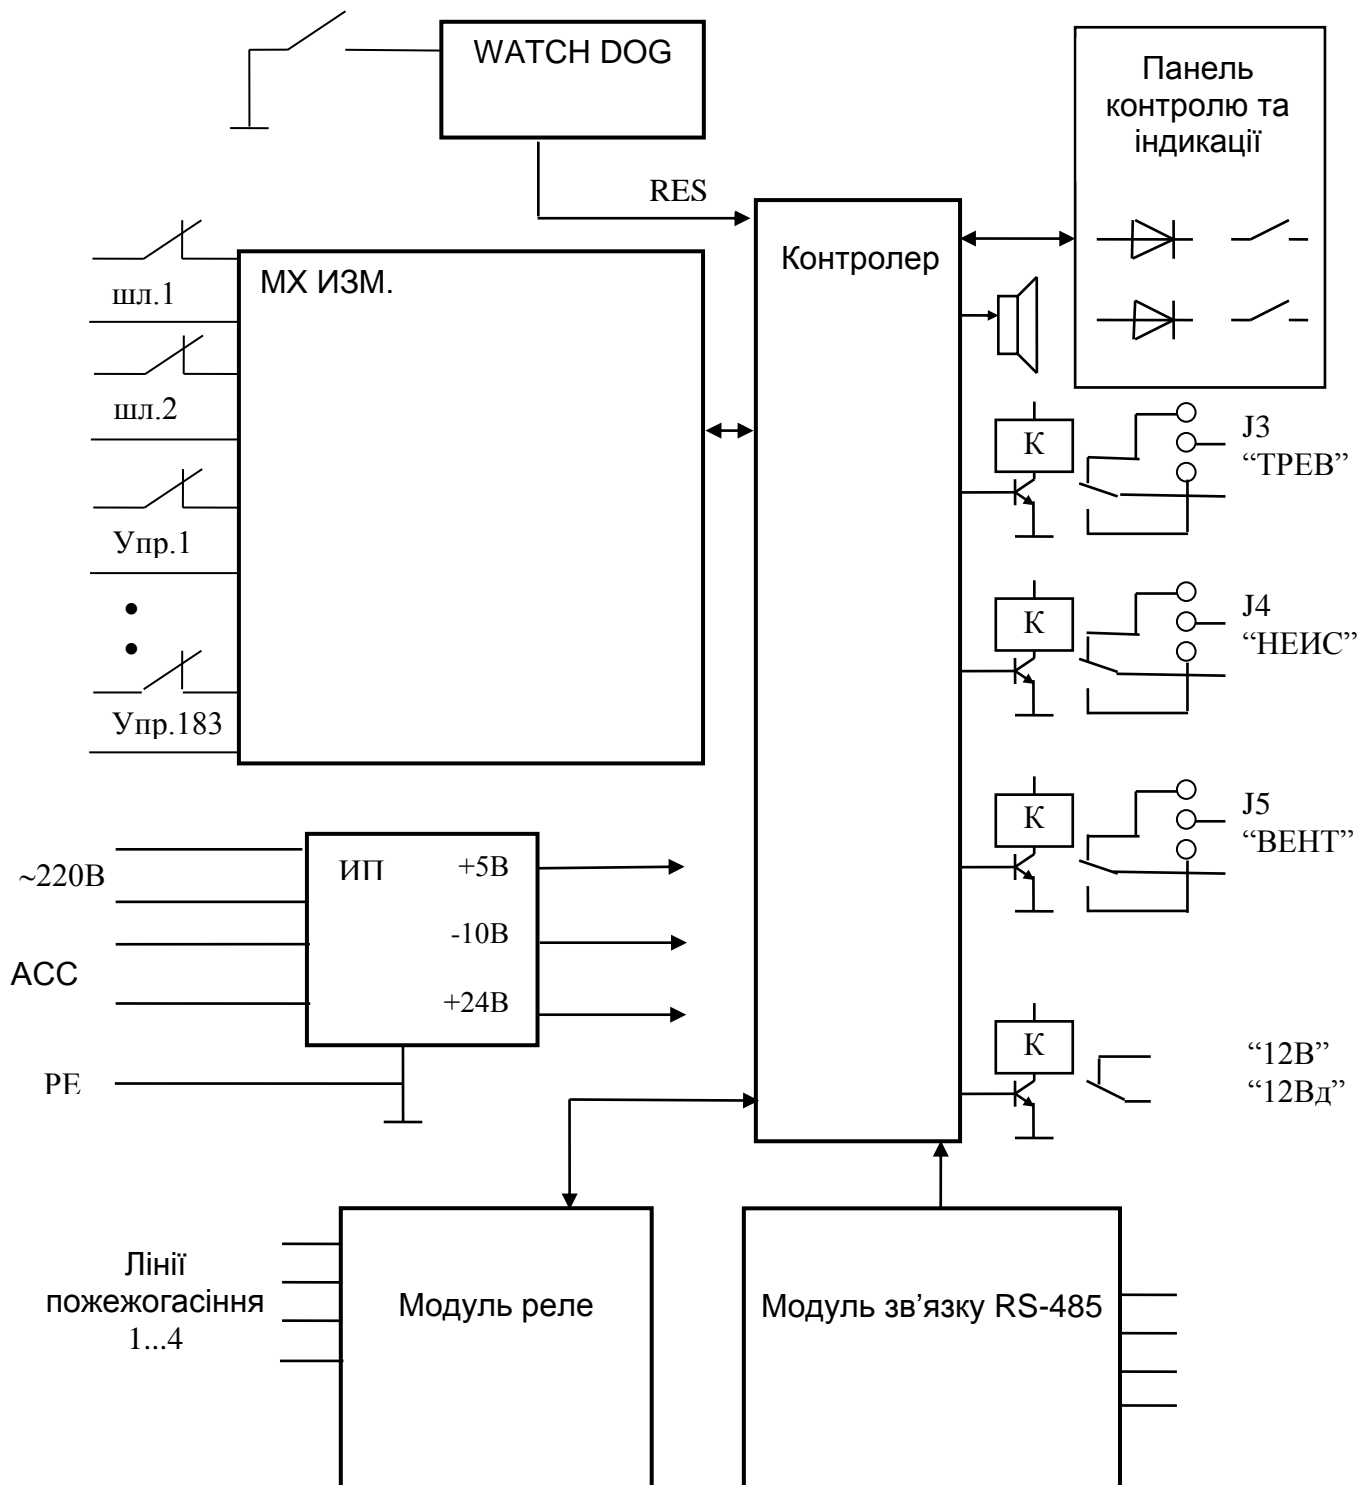 WATCH DOG
Панель
контролю та
індикації
RES
Контролер
МХ ИЗМ.
шл.1
шл.2
Упр.1
Упр.183
К
J3
“ТРЕВ”
К
J4
“НЕИС”
К
J5
“ВЕНТ”
К
“12В”
“12Вд”
~220В
АСС
РЕ
ИП
+5В
-10В
+24В
Лінії
пожежогасіння
1...4
Модуль реле
Модуль зв’язку RS-485